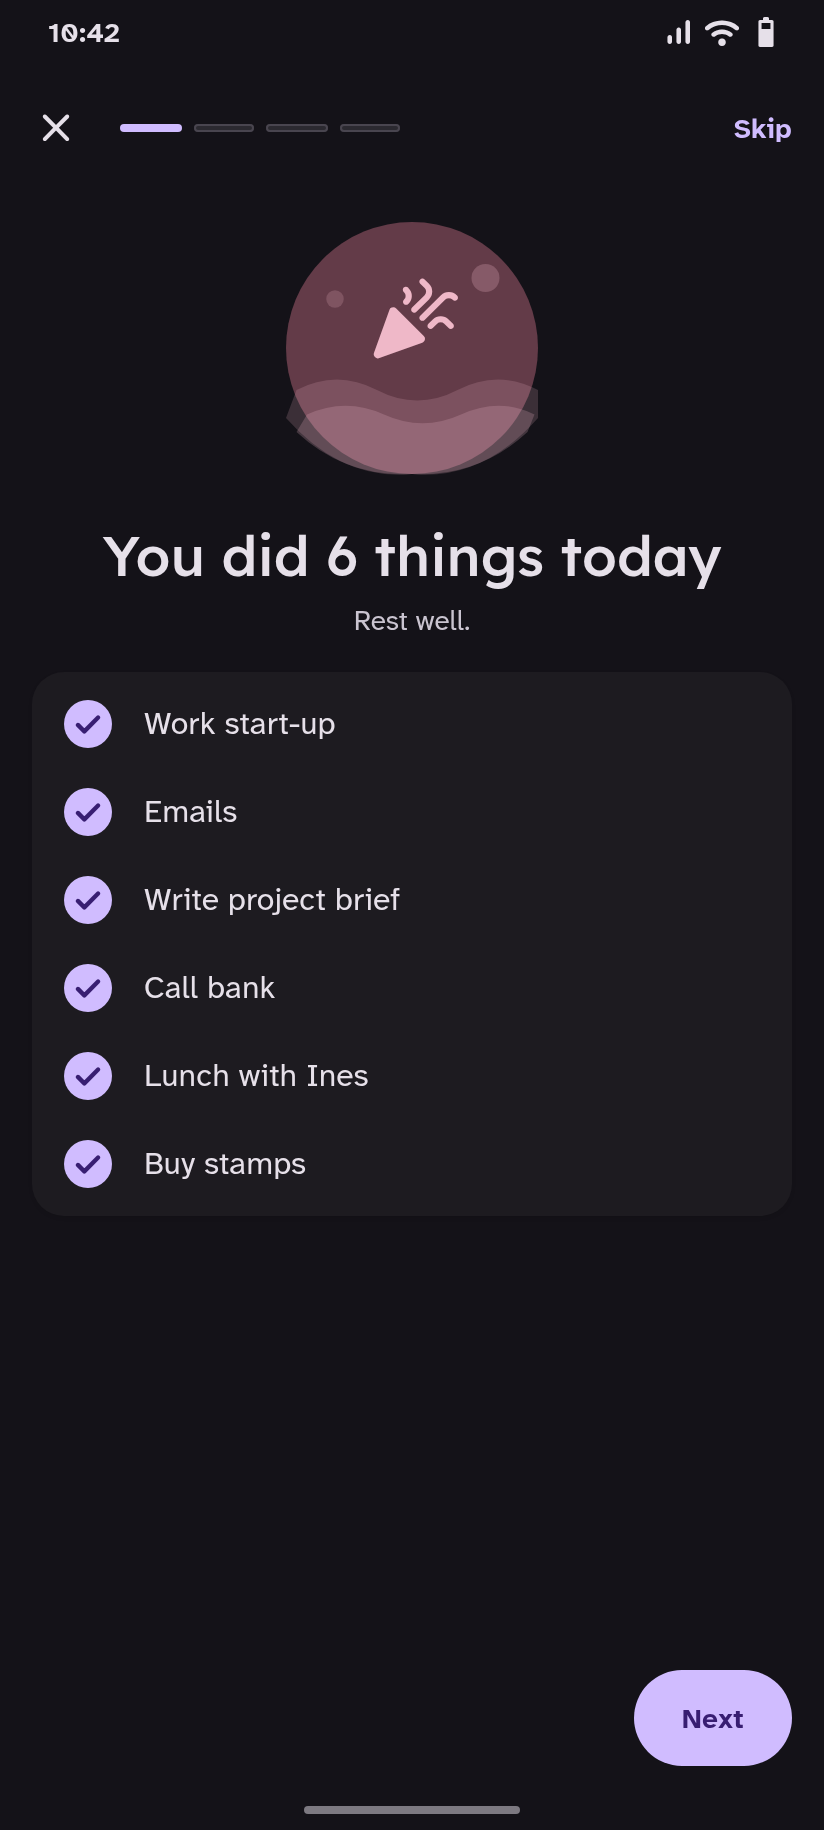 10:42
Skip
You did 6 things today
Rest well.
Work start-up
Emails
Write project brief
Call bank
Lunch with Ines
Buy stamps
Next